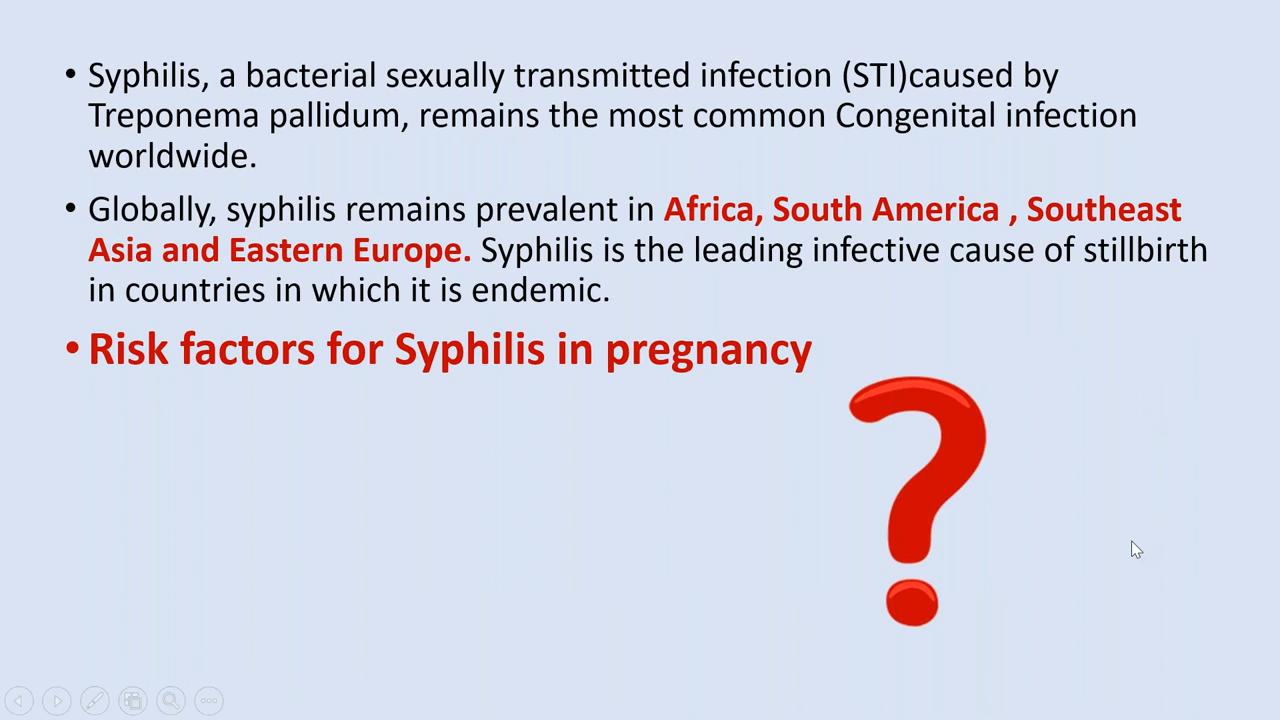 • Syphilis, a bacterial sexually transmitted infection (STI)caused by
Treponema pallidum, remains the most common Congenital infection
worldwide.
• Globally, syphilis remains prevalent in Africa, South America , Southeast
Asia and Eastern Europe. Syphilis is the leading infective cause of stillbirth
in countries in which it is endemic.
• Risk factors for Syphilis in pregnancy
?